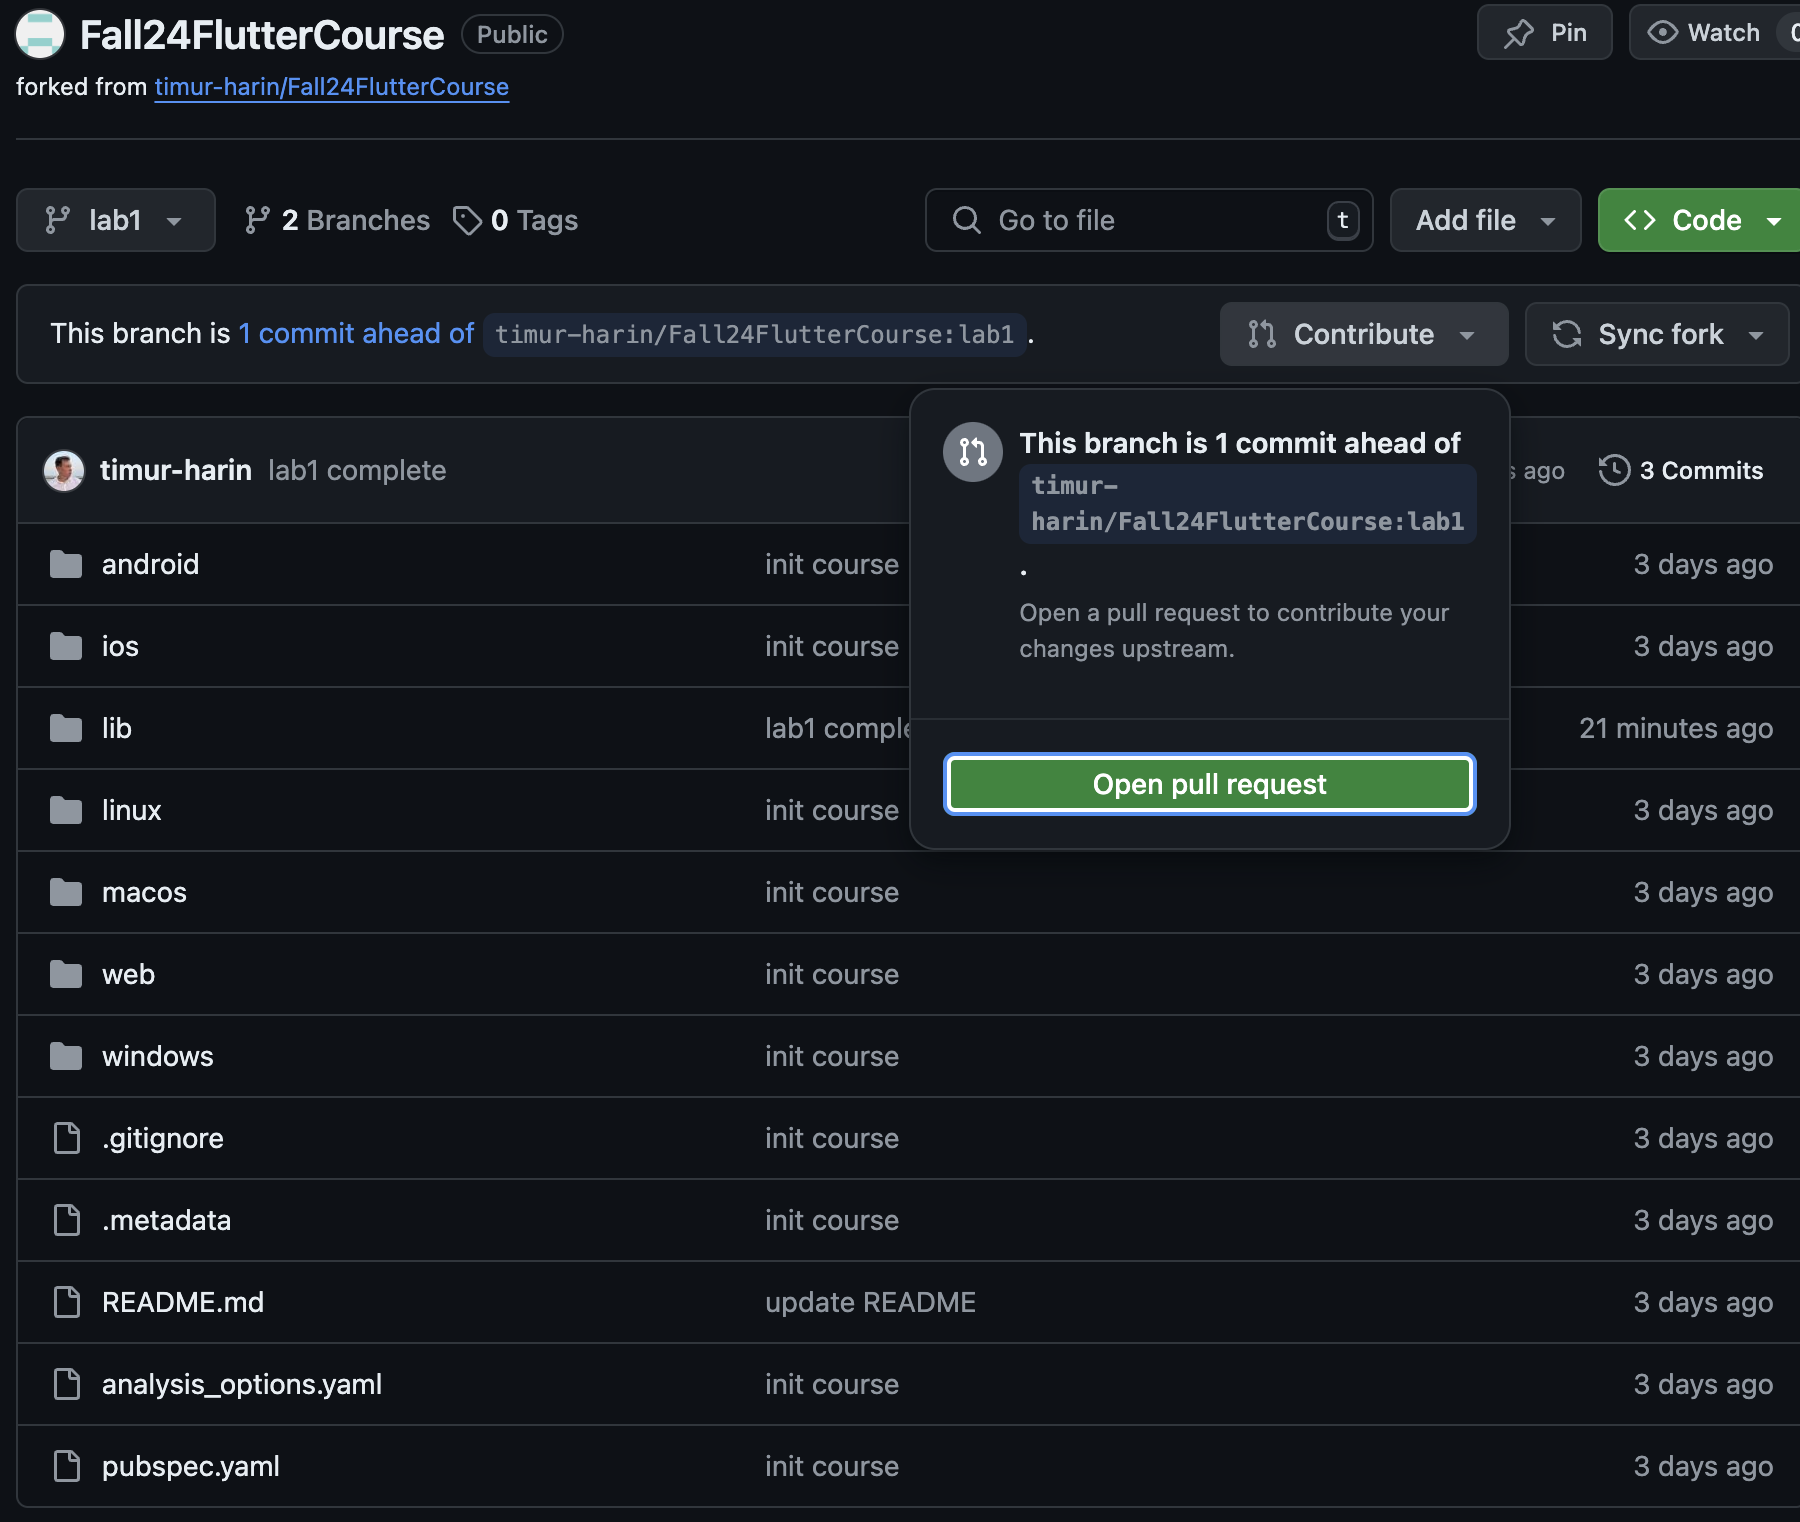 Fall24FlutterCourse Public Pin Watch 0
forked from timur-harin/Fall24FlutterCourse
lab1 2 Branches 0 Tags Go to file t Add file Code
This branch is 1 commit ahead of timur-harin/Fall24FlutterCourse:lab1 . Contribute Sync fork
This branch is 1 commit ahead of
timur-
harin/Fall24FlutterCourse:lab1
.
Open a pull request to contribute your
changes upstream.
Open pull request
timur-harin lab1 complete s ago 3 Commits
android init course 3 days ago
ios init course 3 days ago
lib lab1 comple 21 minutes ago
linux init course 3 days ago
macos init course 3 days ago
web init course 3 days ago
windows init course 3 days ago
.gitignore init course 3 days ago
.metadata init course 3 days ago
README.md update README 3 days ago
analysis_options.yaml init course 3 days ago
pubspec.yaml init course 3 days ago